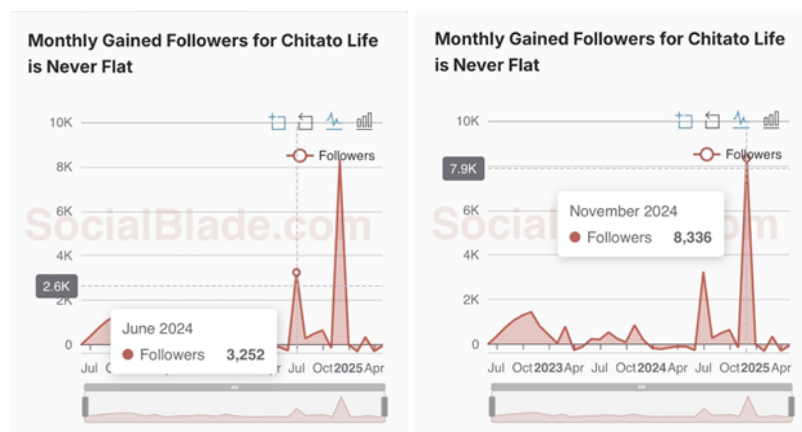 Monthly Gained Followers for Chitato Life
is Never Flat
10K
Followers
8K
6K
SocialBlade.com
4K
2.6K
2K
June 2024
Followers 3,252
0
Jul Oct 2025 Apr
Monthly Gained Followers for Chitato Life
is Never Flat
10K
Followers
7.9K
November 2024
6K
Followers 8,336
4K
2K
0
Jul Oct 2023 Apr Jul Oct 2024 Apr Jul Oct 2025 Apr